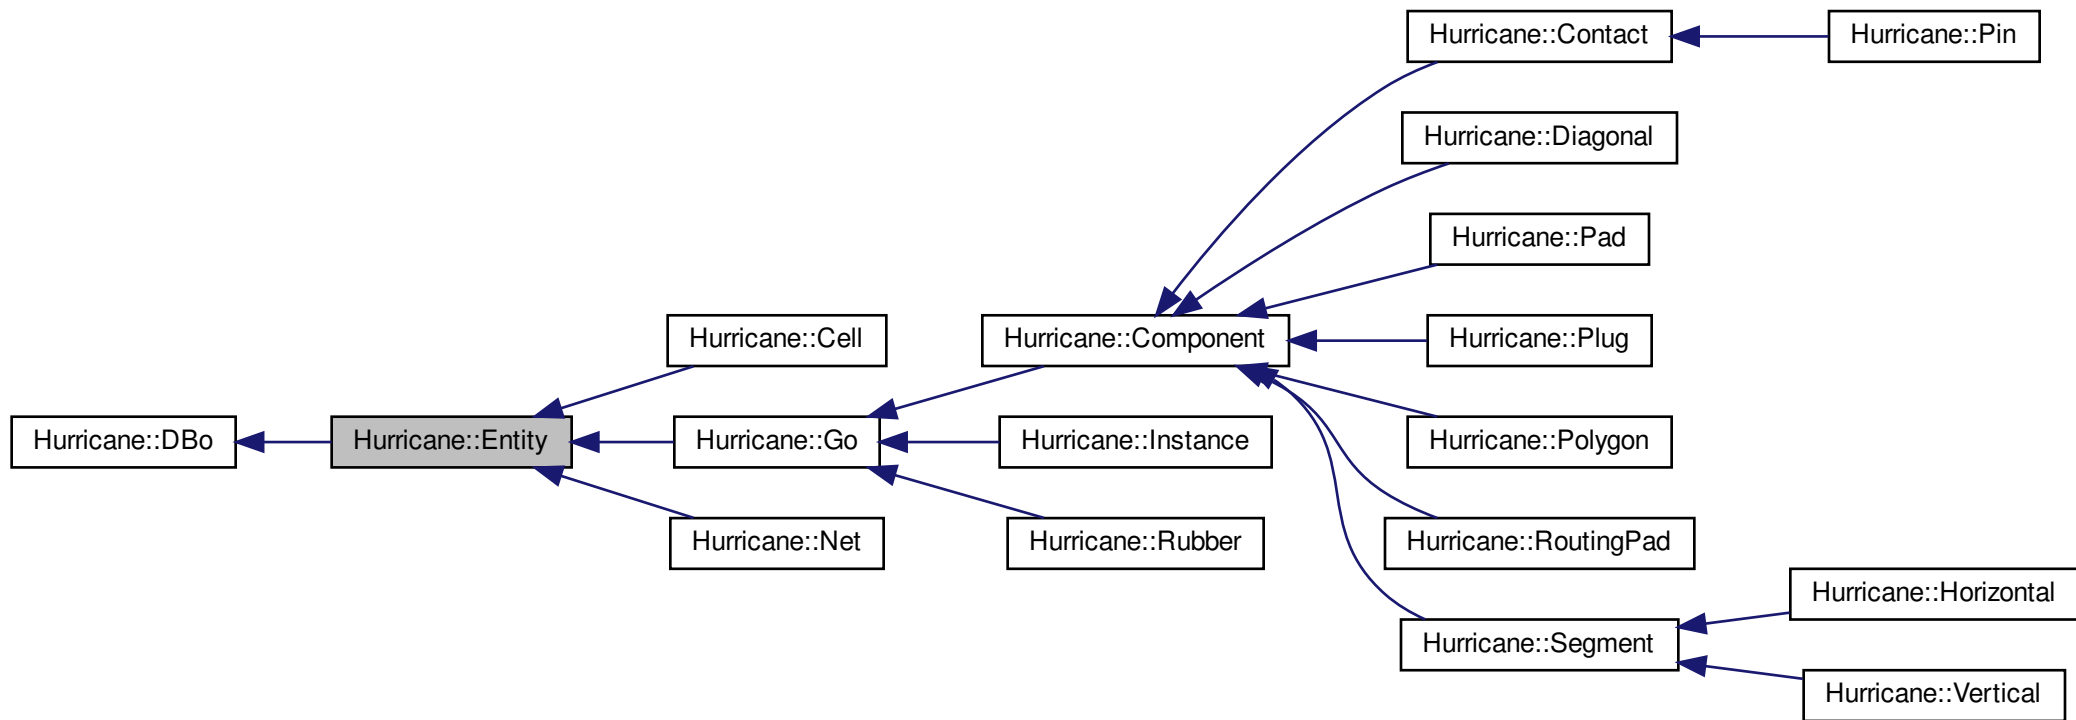 Hurricane::Contact
Hurricane::Pin
Hurricane::Diagonal
Hurricane::Pad
Hurricane::Cell
Hurricane::Component
Hurricane::Plug
Hurricane::DBo
Hurricane::Entity
Hurricane::Go
Hurricane::Instance
Hurricane::Polygon
Hurricane::Net
Hurricane::Rubber
Hurricane::RoutingPad
Hurricane::Horizontal
Hurricane::Segment
Hurricane::Vertical